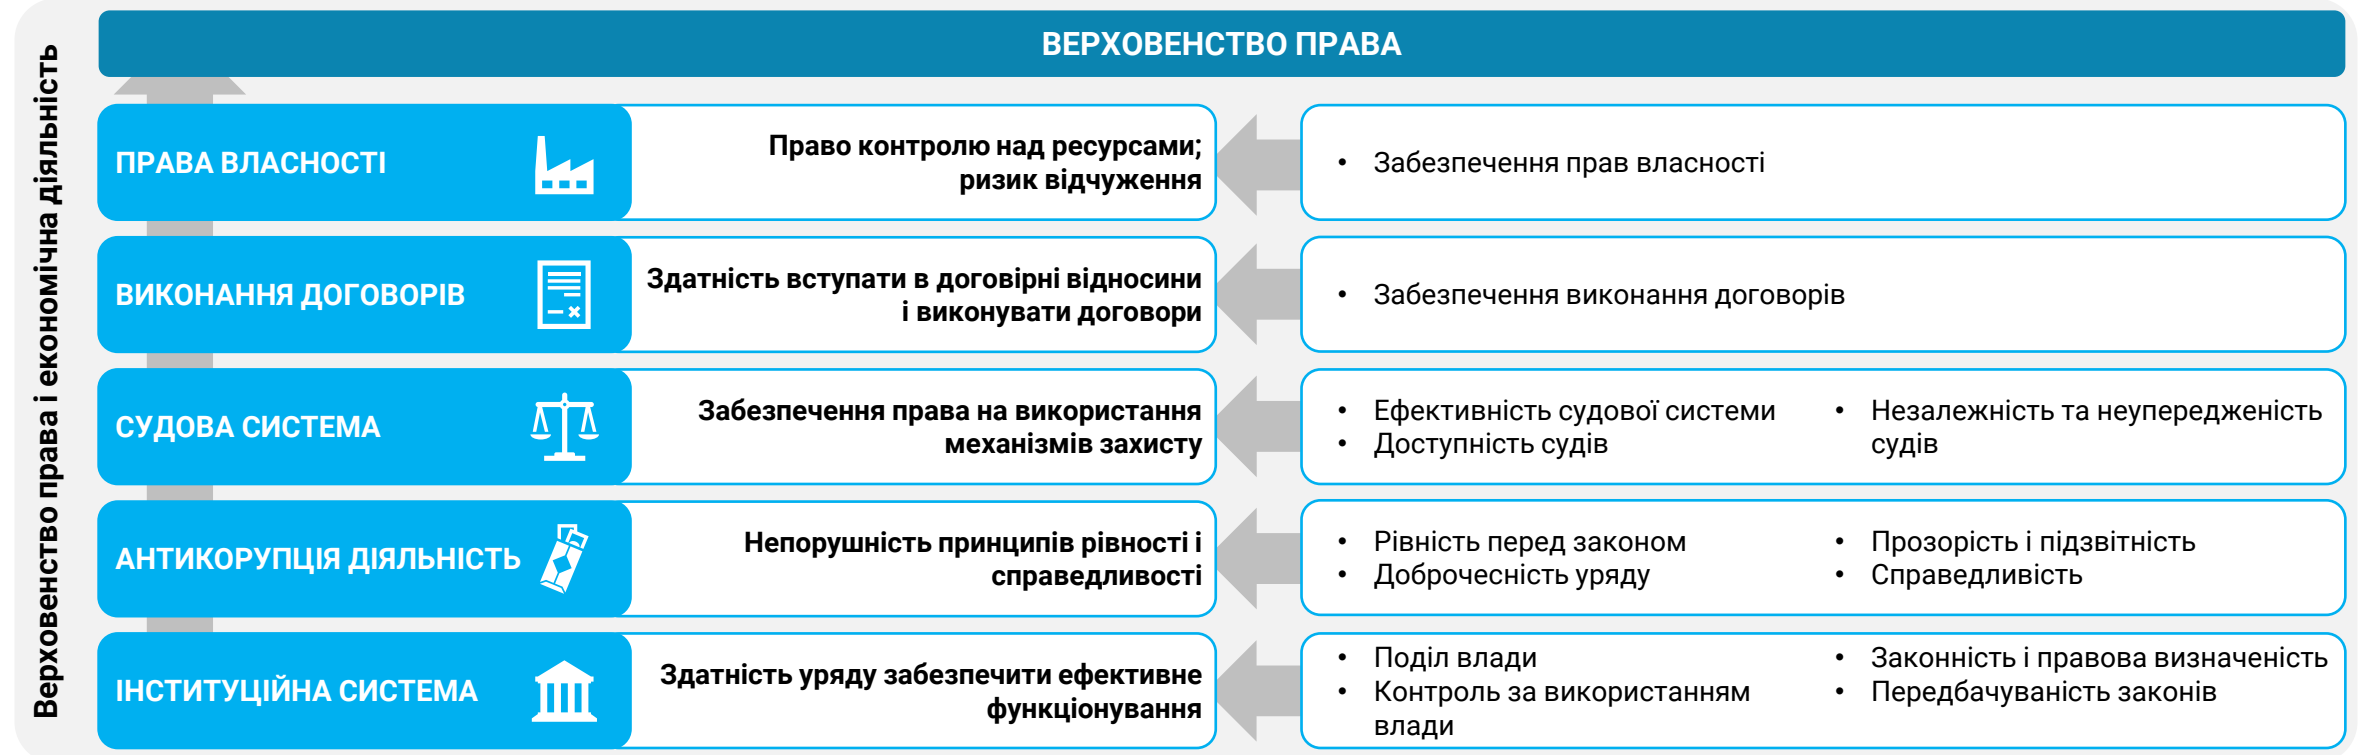 ВЕРХОВЕНСТВО ПРАВА
Верховенство права і економічна діяльність
ПРАВА ВЛАСНОСТІ
Право контролю над ресурсами;
ризик відчуження
• Забезпечення прав власності
ВИКОНАННЯ ДОГОВОРІВ
Здатність вступати в договірні відносини
і виконувати договори
• Забезпечення виконання договорів
СУДОВА СИСТЕМА
Забезпечення права на використання
механізмів захисту
• Ефективність судової системи
• Доступність судів
• Незалежність та неупередженість
судів
АНТИКОРУПЦІЯ ДІЯЛЬНІСТЬ
Непорушність принципів рівності і
справедливості
• Рівність перед законом
• Доброчесність уряду
• Прозорість і підзвітність
• Справедливість
ІНСТИТУЦІЙНА СИСТЕМА
Здатність уряду забезпечити ефективне
функціонування
• Поділ влади
• Контроль за використанням
влади
• Законність і правова визначеність
• Передбачуваність законів